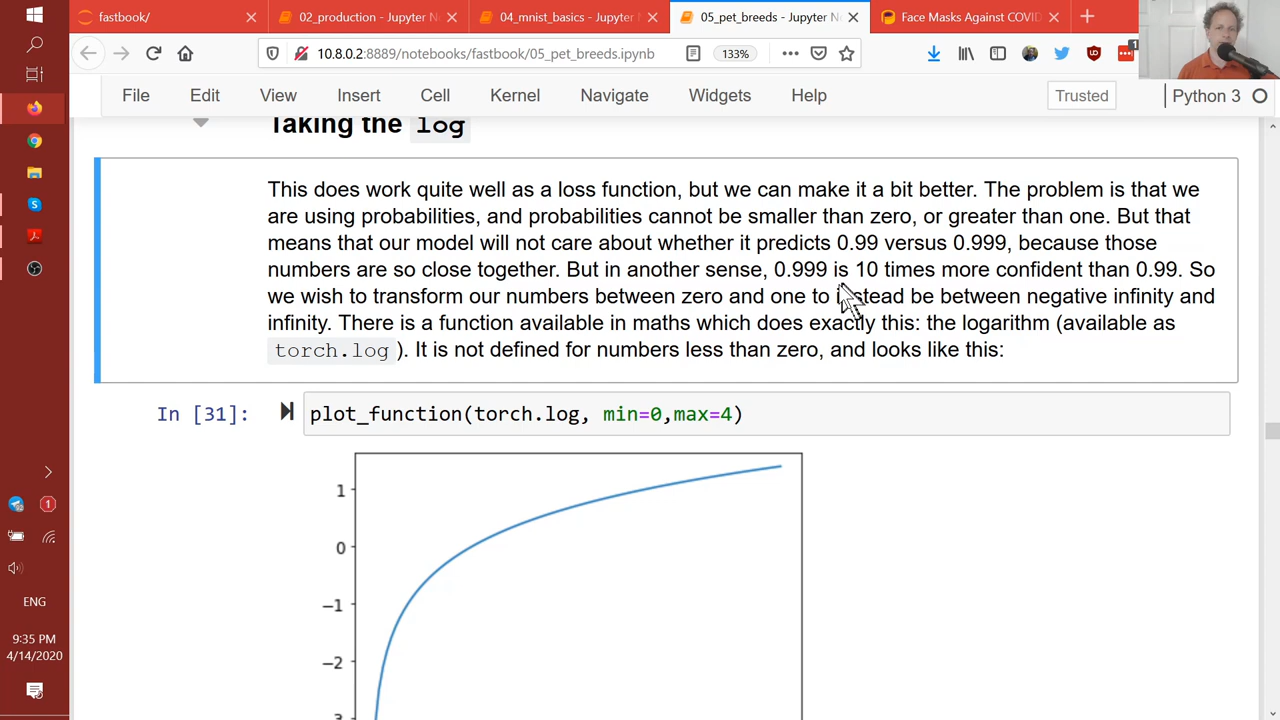 fastbook/
02_production - Jupyter N
04_mnist_basics - Jupyter N
05_pet_breeds - Jupyter N
Face Masks Against COVID
10.8.0.2:8889/notebooks/fastbook/05_pet_breeds.ipynb
133%
File Edit View Insert Cell Kernel Navigate Widgets Help
Trusted
Python 3
Taking the log
This does work quite well as a loss function, but we can make it a bit better. The problem is that we
are using probabilities, and probabilities cannot be smaller than zero, or greater than one. But that
means that our model will not care about whether it predicts 0.99 versus 0.999, because those
numbers are so close together. But in another sense, 0.999 is 10 times more confident than 0.99. So
we wish to transform our numbers between zero and one to instead be between negative infinity and
infinity. There is a function available in maths which does exactly this: the logarithm (available as
torch.log ). It is not defined for numbers less than zero, and looks like this:
In [31]:
plot_function(torch.log, min=0,max=4)
1
0
−1
−2
3
1
ENG
9:35 PM
4/14/2020